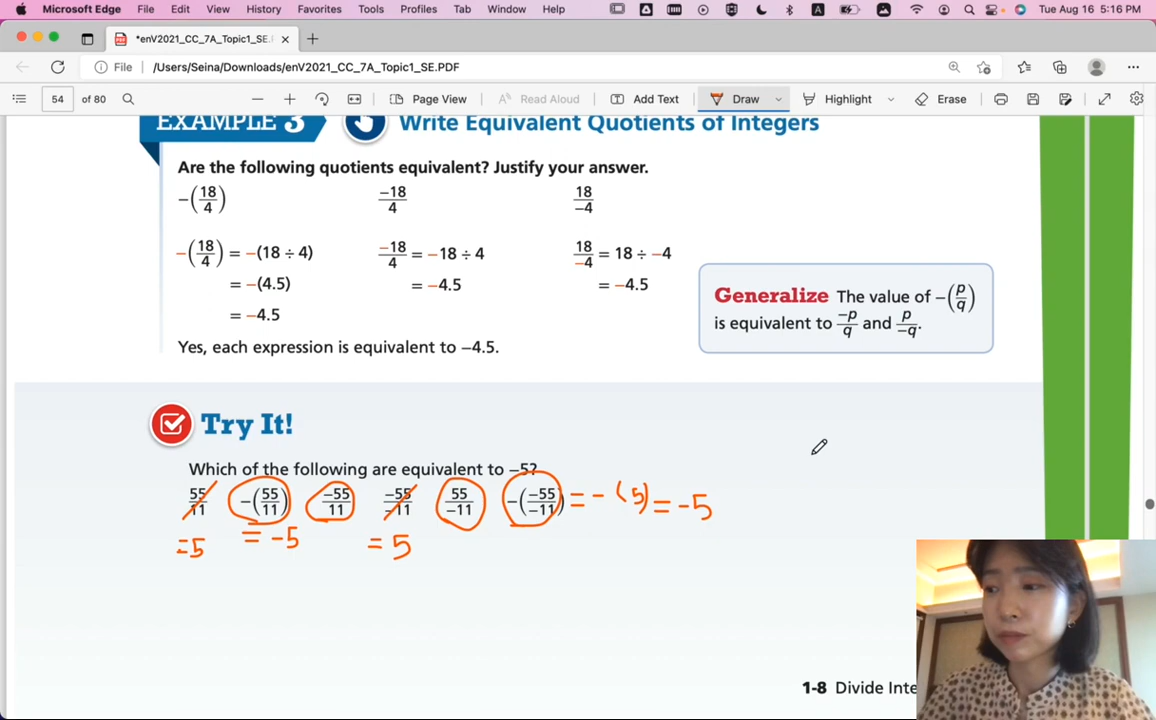 Microsoft Edge File Edit View History Favorites Tools Profiles Tab Window Help A Tue Aug 16 5:16 PM
*enV2021_CC_7A_Topic1_SE.
File /Users/Seina/Downloads/enV2021_CC_7A_Topic1_SE.PDF
54 of 80 Page View Read Aloud Add Text Draw Highlight Erase
EXAMPLE 3 Write Equivalent Quotients of Integers
Are the following quotients equivalent? Justify your answer.
−(18/4) −18/4 18/−4
−(18/4) = −(18 ÷ 4) −18/4 = −18 ÷ 4 18/−4 = 18 ÷ −4
= −(4.5) = −4.5 = −4.5
= −4.5
Yes, each expression is equivalent to −4.5.
Generalize The value of −(p/q)
is equivalent to −p/q and p/−q.
Try It!
Which of the following are equivalent to −5?
55/11 −(55/11) −55/11 −55/−11 55/−11 −(−55/−11) = −(5) = −5
=5 = −5 = 5
1-8 Divide Inte